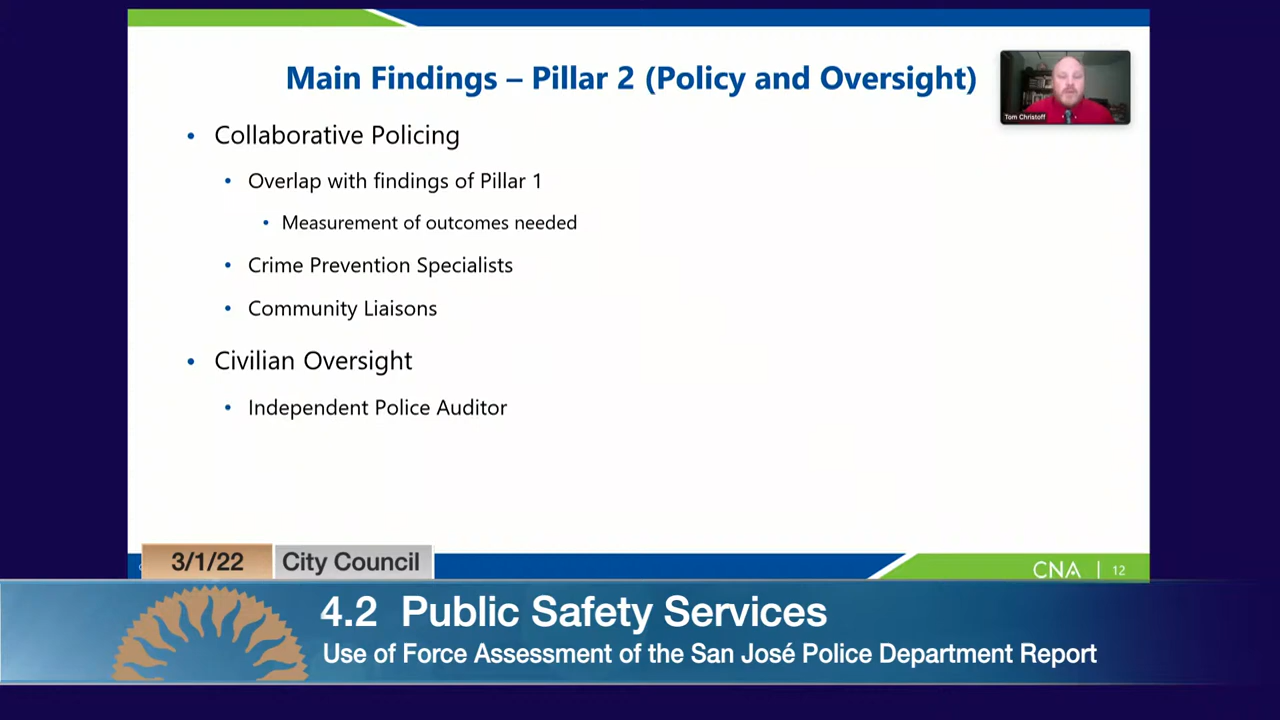 Main Findings – Pillar 2 (Policy and Oversight)
Tom Christoff
• Collaborative Policing
• Overlap with findings of Pillar 1
• Measurement of outcomes needed
• Crime Prevention Specialists
• Community Liaisons
• Civilian Oversight
• Independent Police Auditor
3/1/22 City Council
CNA | 12
4.2 Public Safety Services
Use of Force Assessment of the San José Police Department Report